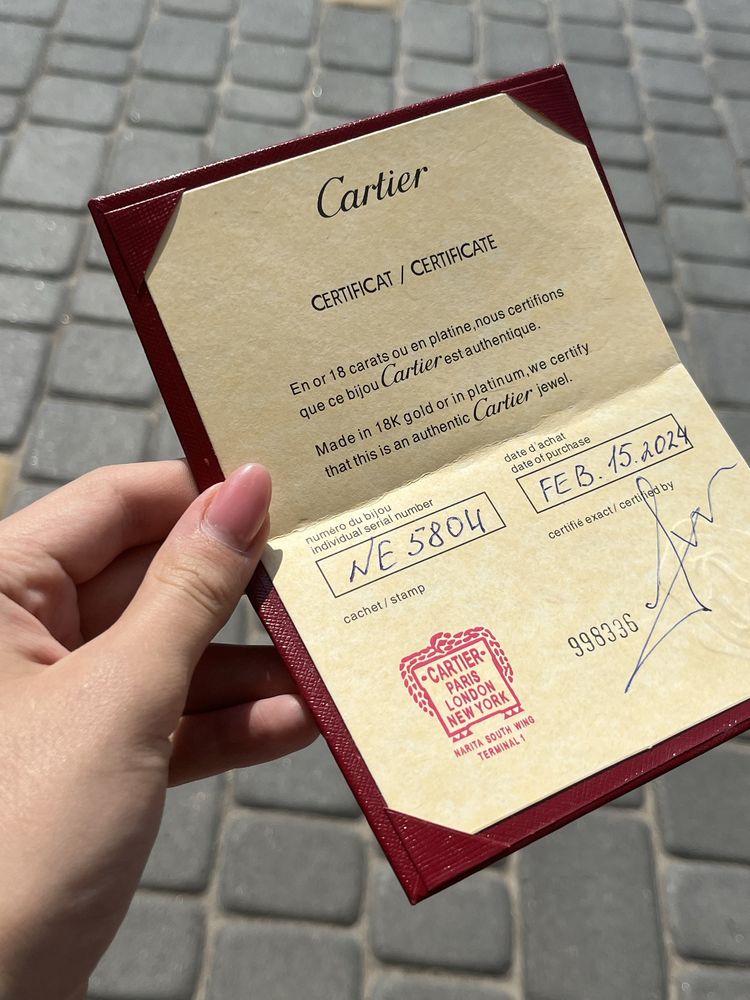 Cartier
CERTIFICAT / CERTIFICATE
En or 18 carats ou en platine,nous certifions
que ce bijou Cartier est authentique.
Made in 18K gold or in platinum,we certify
that this is an authentic Cartier jewel.
numéro du bijou
individual serial number
NE 5804
date d'achat
date of purchase
FEB. 15.2024
cachet / stamp
certifié exact / certified by
998336
CARTIER
PARIS
LONDON
NEW YORK
NARITA SOUTH WING
TERMINAL 1